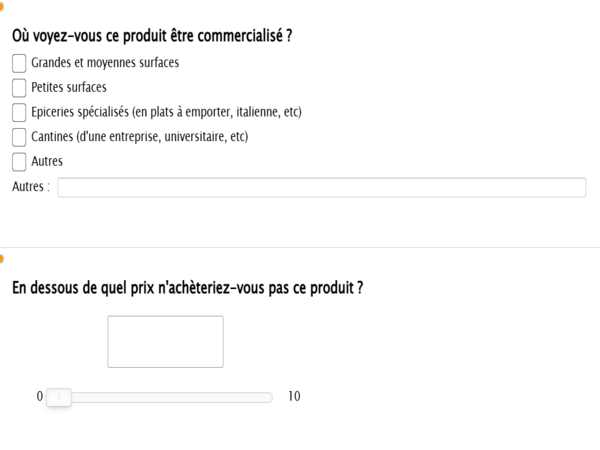 Où voyez-vous ce produit être commercialisé ?
Grandes et moyennes surfaces
Petites surfaces
Epiceries spécialisés (en plats à emporter, italienne, etc)
Cantines (d'une entreprise, universitaire, etc)
Autres
Autres :
En dessous de quel prix n'achèteriez-vous pas ce produit ?
0 10